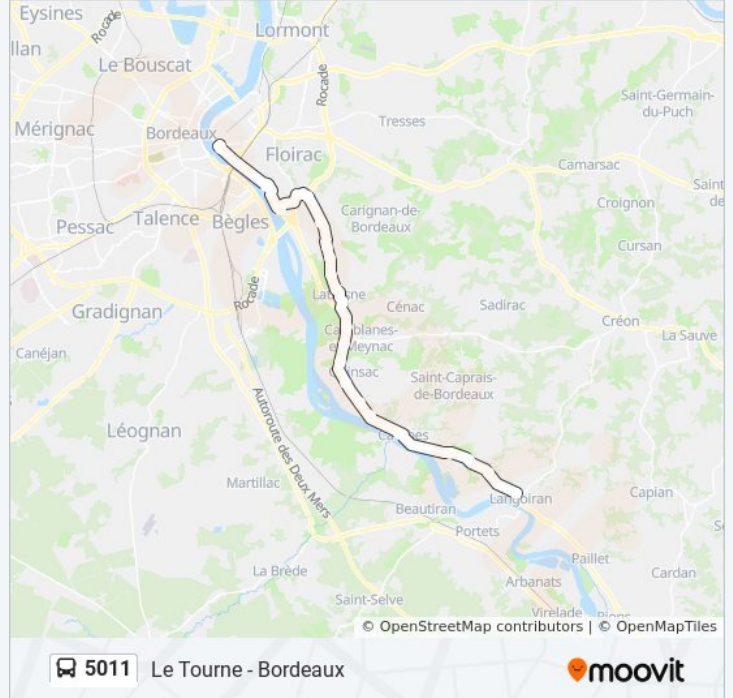 Eysines
Rocade
Lormont
llan
Le Bouscat
Rocade
Saint-Germain-
du-Puch
Mérignac
Bordeaux
Tresses
Floirac
Camarsac
Saint
de
Carignan-de-
Bordeaux
Croignon
Pessac
Talence
Bègles
Cursan
Rocade
Cénac
Sadirac
Gradignan
Créon
La Sauve
Canéjan
Saint-Caprais-
de-Bordeaux
Léognan
Autoroute des Deux Mers
Martillac
Langoiran
Capian
Beautiran
Portets
Paillet
La Brède
Arbanats
Cardan
Saint-Selve
Virelade
© OpenStreetMap contributors | © OpenMapTiles
5011 Le Tourne - Bordeaux
moovit